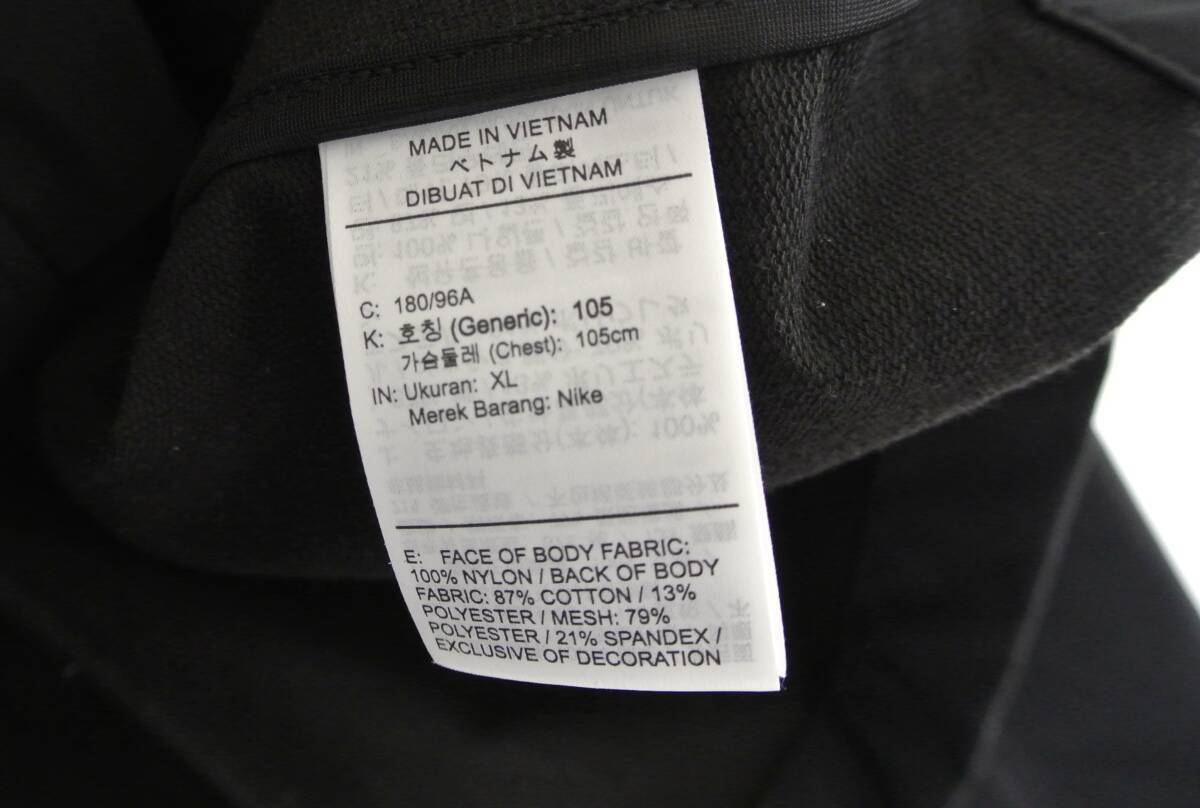 MADE IN VIETNAM
ベトナム製
DIBUAT DI VIETNAM
C: 180/96A
K: 호칭 (Generic): 105
가슴둘레 (Chest): 105cm
IN: Ukuran: XL
Merek Barang: Nike
E: FACE OF BODY FABRIC:
100% NYLON / BACK OF BODY
FABRIC: 87% COTTON / 13%
POLYESTER / MESH: 79%
POLYESTER / 21% SPANDEX /
EXCLUSIVE OF DECORATION